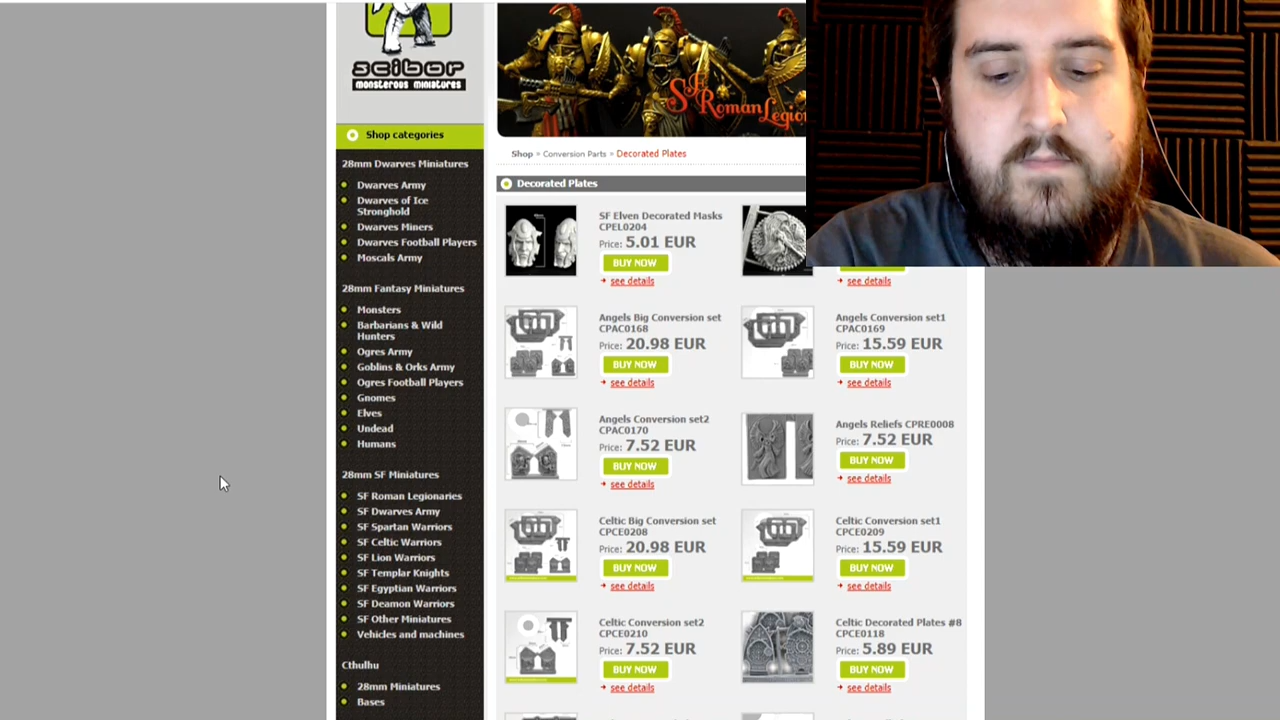 scibor
monsterous miniatures
SF Roman Legio
Shop categories
Shop » Conversion Parts » Decorated Plates
28mm Dwarves Miniatures
Dwarves Army
Dwarves of Ice
Stronghold
Dwarves Miners
Dwarves Football Players
Moscals Army
28mm Fantasy Miniatures
Monsters
Barbarians & Wild
Hunters
Ogres Army
Goblins & Orks Army
Ogres Football Players
Gnomes
Elves
Undead
Humans
28mm SF Miniatures
SF Roman Legionaries
SF Dwarves Army
SF Spartan Warriors
SF Celtic Warriors
SF Lion Warriors
SF Templar Knights
SF Egyptian Warriors
SF Deamon Warriors
SF Other Miniatures
Vehicles and machines
Cthulhu
28mm Miniatures
Bases
Decorated Plates
SF Elven Decorated Masks
CPEL0204
Price: 5.01 EUR
BUY NOW
see details
see details
Angels Big Conversion set
CPAC0168
Price: 20.98 EUR
BUY NOW
see details
Angels Conversion set1
CPAC0169
Price: 15.59 EUR
BUY NOW
see details
Angels Conversion set2
CPAC0170
Price: 7.52 EUR
BUY NOW
see details
Angels Reliefs CPRE0008
Price: 7.52 EUR
BUY NOW
see details
Celtic Big Conversion set
CPCE0208
Price: 20.98 EUR
BUY NOW
see details
Celtic Conversion set1
CPCE0209
Price: 15.59 EUR
BUY NOW
see details
Celtic Conversion set2
CPCE0210
Price: 7.52 EUR
BUY NOW
see details
Celtic Decorated Plates #8
CPCE0118
Price: 5.89 EUR
BUY NOW
see details